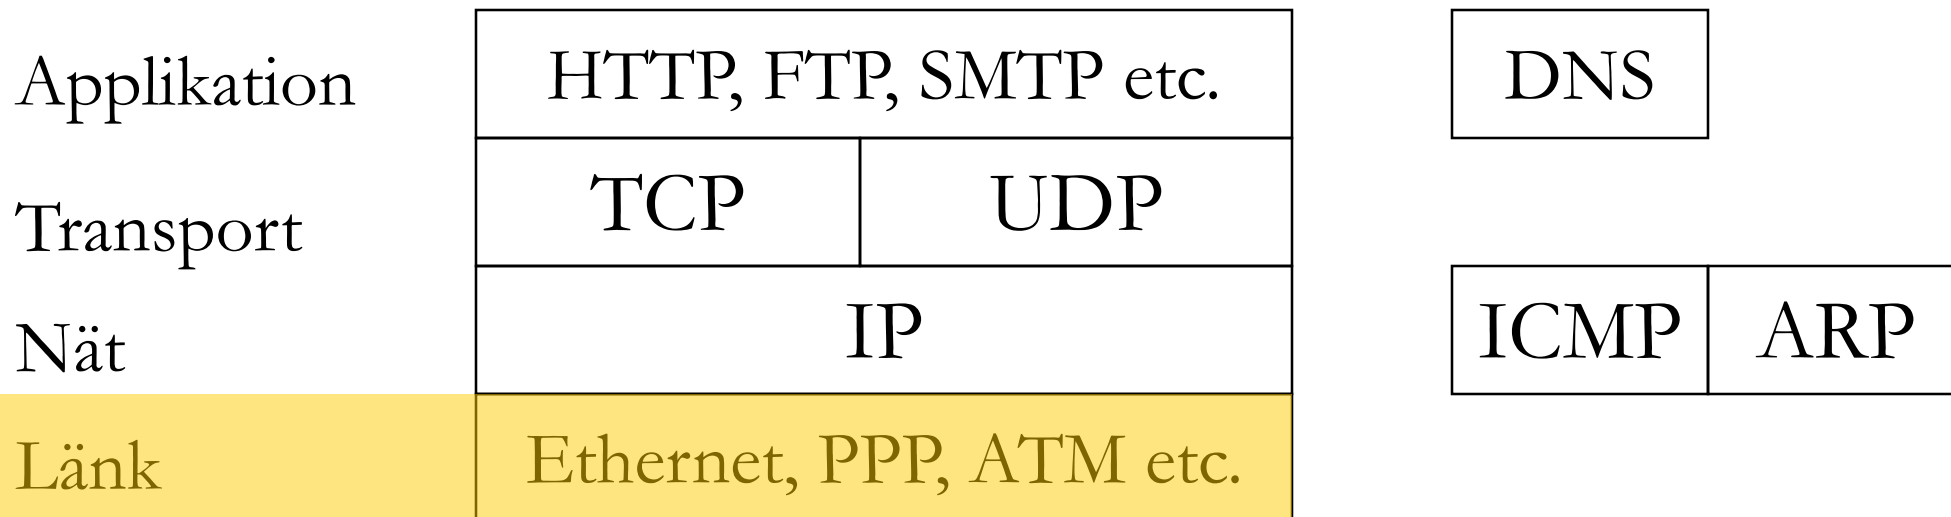 Applikation HTTP, FTP, SMTP etc. DNS
Transport TCP UDP
Nät IP ICMP ARP
Länk Ethernet, PPP, ATM etc.